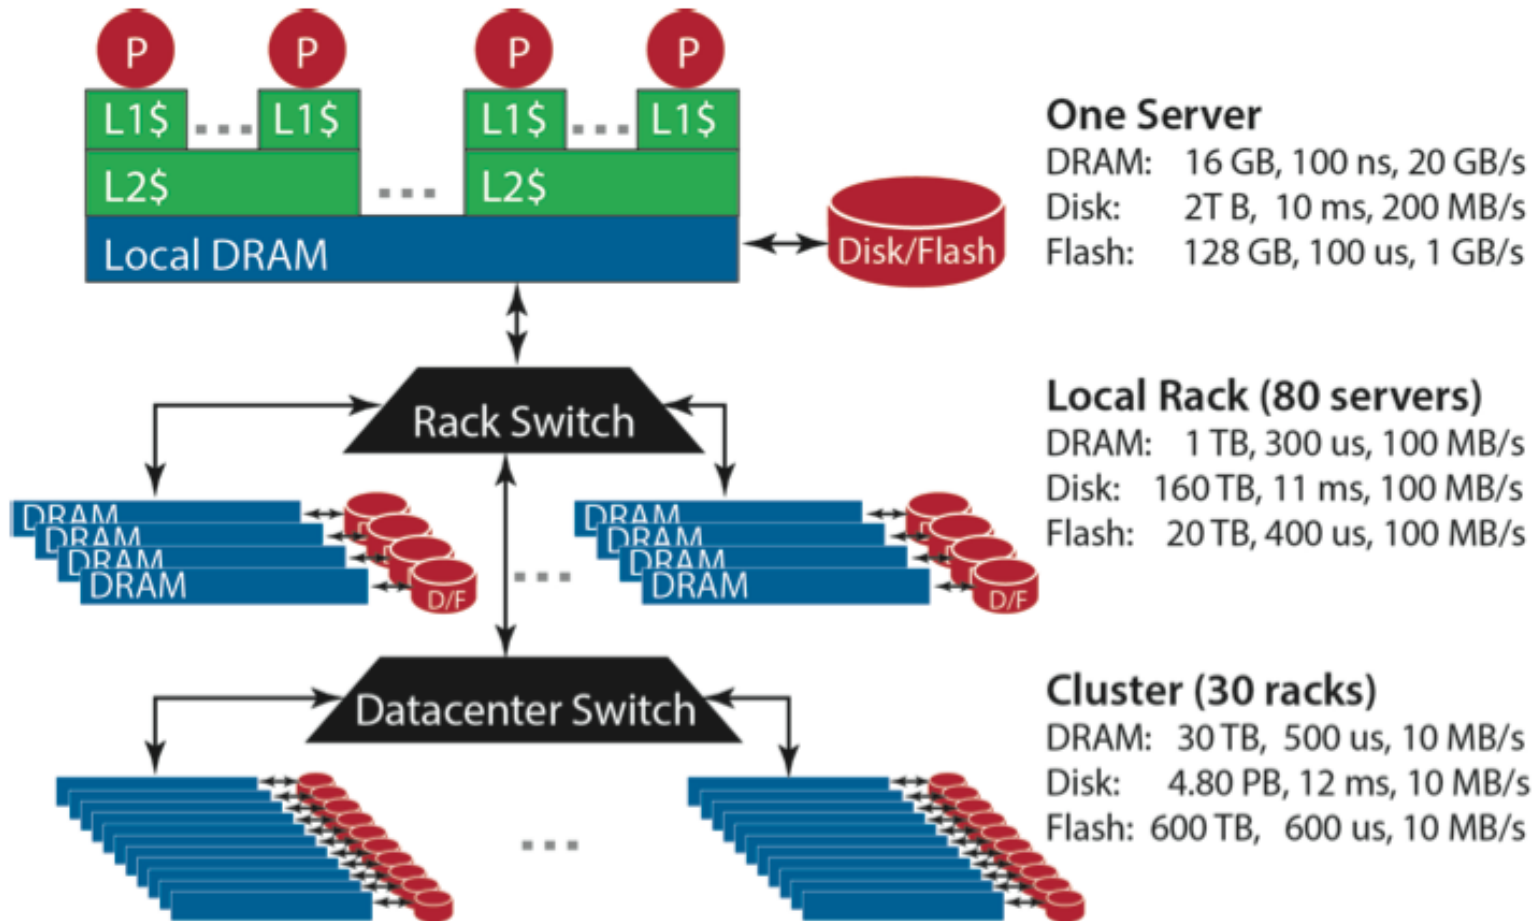 P P P P
L1$ L1$ L1$ L1$
L2$ L2$
Local DRAM
Disk/Flash
One Server
DRAM: 16 GB, 100 ns, 20 GB/s
Disk: 2T B, 10 ms, 200 MB/s
Flash: 128 GB, 100 us, 1 GB/s
Rack Switch
Local Rack (80 servers)
DRAM: 1 TB, 300 us, 100 MB/s
Disk: 160 TB, 11 ms, 100 MB/s
Flash: 20 TB, 400 us, 100 MB/s
DRAM DRAM
DRAM DRAM
DRAM DRAM
DRAM D/F DRAM D/F
Datacenter Switch
Cluster (30 racks)
DRAM: 30 TB, 500 us, 10 MB/s
Disk: 4.80 PB, 12 ms, 10 MB/s
Flash: 600 TB, 600 us, 10 MB/s